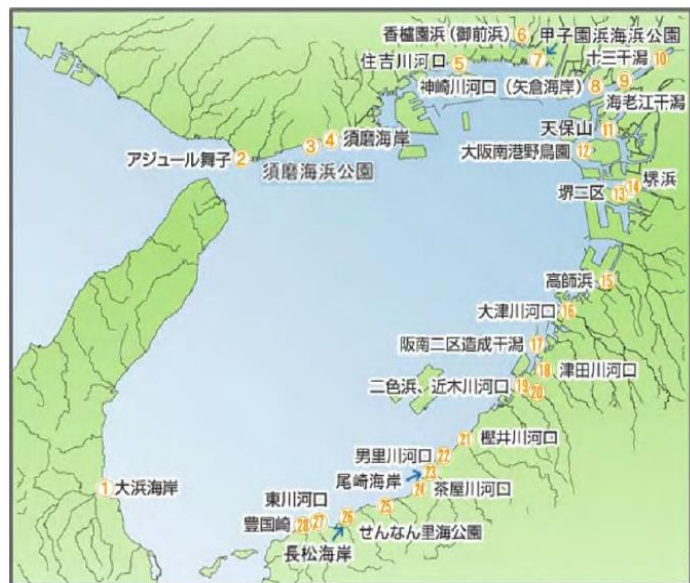 香櫨園浜（御前浜）⑥ 甲子園浜海浜公園
住吉川河口 ⑤ ⑦ 十三干潟 ⑩
神崎川河口（矢倉海岸）⑧ ⑨
海老江干潟
③ ④ 須磨海岸
天保山 ⑪
アジュール舞子 ②
須磨海浜公園
大阪南港野鳥園 ⑫
堺二区 ⑬ ⑭ 堺浜
高師浜 ⑮
大津川河口 ⑯
阪南二区造成干潟 ⑰
⑱ 津田川河口
二色浜、近木川河口 ⑲ ⑳
㉑ 樫井川河口
男里川河口 ㉒
尾崎海岸 ㉓
① 大浜海岸
㉔ 茶屋川河口
東川河口
豊国崎 ㉘ ㉗ ㉖ ㉕
せんなん里海公園
長松海岸